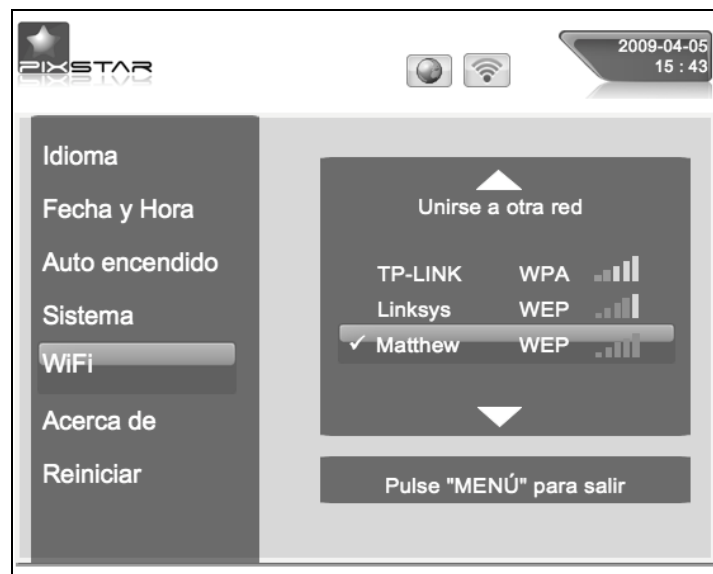 PIXSTAR
2009-04-05
15 : 43
Idioma
Fecha y Hora
Auto encendido
Sistema
WiFi
Acerca de
Reiniciar
Unirse a otra red
TP-LINK WPA
Linksys WEP
✓ Matthew WEP
Pulse "MENÚ" para salir